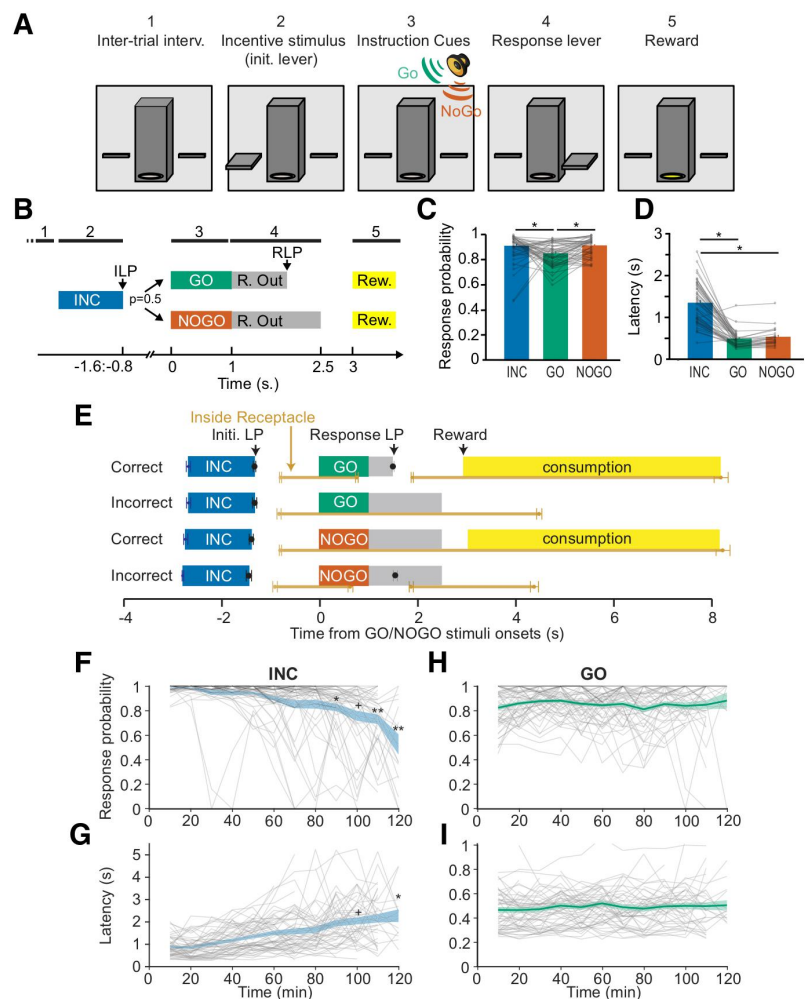 A
1 2 3 4 5
Inter-trial interv. Incentive stimulus Instruction Cues Response lever Reward
(init. lever)
Go
NoGo
B
1 2 3 4 5
RLP
ILP
GO R. Out Rew.
INC
p=0.5
NOGO R. Out Rew.
-1.6:-0.8 0 1 2.5 3
Time (s.)
C
Response probability
1
0.8
0.6
0.4
0.2
0
* *
INC GO NOGO
D
Latency (s)
3
2
1
0
*
*
INC GO NOGO
E
Inside Receptacle
Initi. LP Response LP Reward
Correct INC GO consumption
Incorrect INC GO
Correct INC NOGO consumption
Incorrect INC NOGO
-4 -2 0 2 4 6 8
Time from GO/NOGO stimuli onsets (s)
F
INC
Response probability
1
0.8
0.6
0.4
0.2
0
* + ** **
0 20 40 60 80 100 120
H
GO
1
0.8
0.6
0.4
0.2
0
0 20 40 60 80 100 120
G
Latency (s)
5
4
3
2
1
0
+ *
0 20 40 60 80 100 120
Time (min)
I
1
0.8
0.6
0.4
0.2
0
0 20 40 60 80 100 120
Time (min)